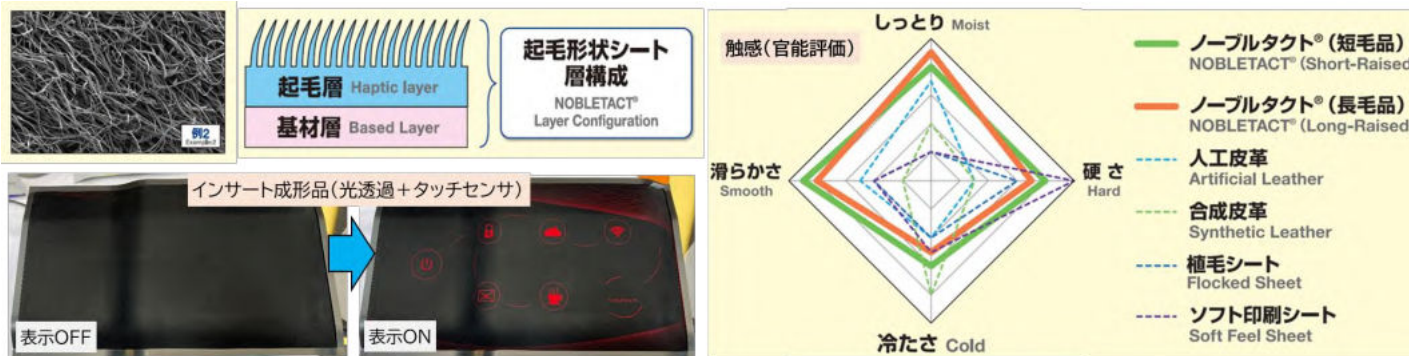 例2
Example2
起毛層 Haptic layer
基材層 Based Layer
起毛形状シート
層構成
NOBLETACT®
Layer Configuration
インサート成形品(光透過+タッチセンサ)
表示OFF
表示ON
触感(官能評価)
しっとり Moist
滑らかさ
Smooth
硬さ
Hard
冷たさ Cold
ノーブルタクト®(短毛品)
NOBLETACT® (Short-Raised
ノーブルタクト®(長毛品)
NOBLETACT® (Long-Raised
人工皮革
Artificial Leather
合成皮革
Synthetic Leather
植毛シート
Flocked Sheet
ソフト印刷シート
Soft Feel Sheet